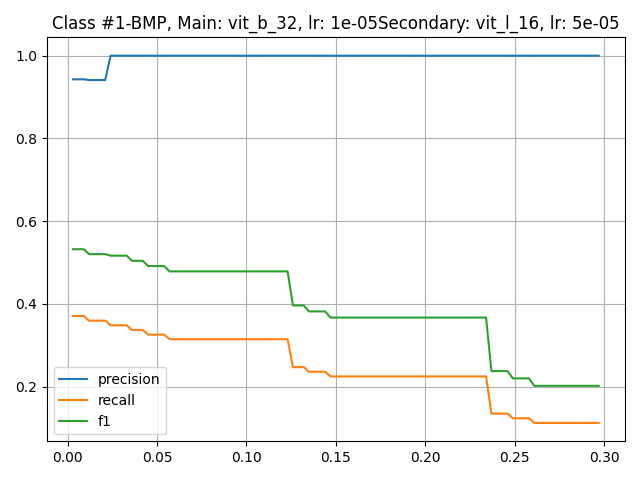 Class #1-BMP, Main: vit_b_32, lr: 1e-05Secondary: vit_l_16, lr: 5e-05
1.0
0.8
0.6
0.4
0.2
precision
recall
f1
0.00 0.05 0.10 0.15 0.20 0.25 0.30